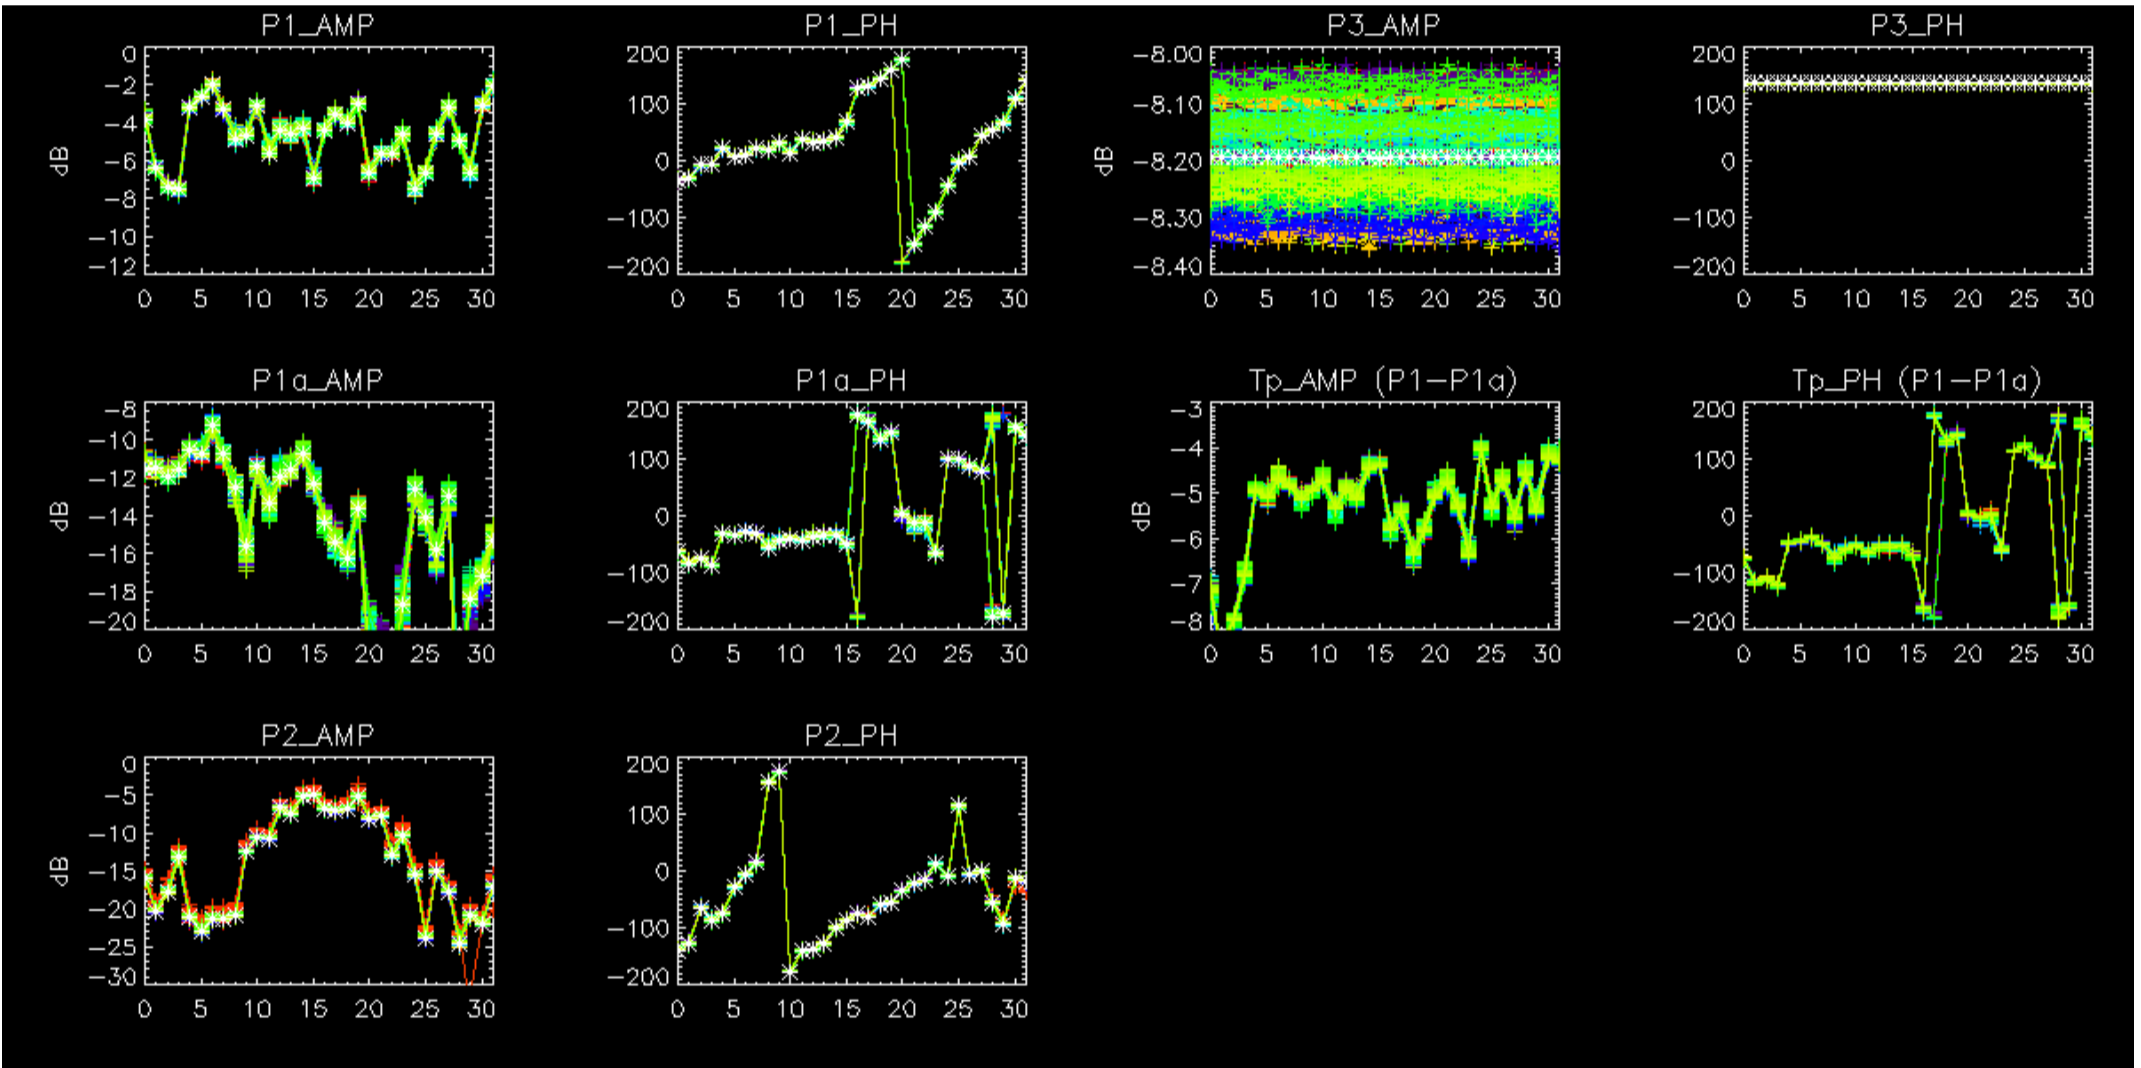 P1_AMP P1_PH P3_AMP P3_PH
0 200 -8.00 200
-2
100 -8.10 100
-4
dB -6 0 dB -8.20 0
-8
-100 -8.30 -100
-10
-12 -200 -8.40 -200
0 5 10 15 20 25 30 0 5 10 15 20 25 30 0 5 10 15 20 25 30 0 5 10 15 20 25 30
P1a_AMP P1a_PH Tp_AMP (P1-P1a) Tp_PH (P1-P1a)
-8 200 -3 200
-10
100 -4 100
-12
dB -14 0 dB -5 0
-16 -6
-100 -100
-18 -7
-20 -200 -8 -200
0 5 10 15 20 25 30 0 5 10 15 20 25 30 0 5 10 15 20 25 30 0 5 10 15 20 25 30
P2_AMP P2_PH
0 200
-5
100
-10
dB -15 0
-20
-100
-25
-30 -200
0 5 10 15 20 25 30 0 5 10 15 20 25 30